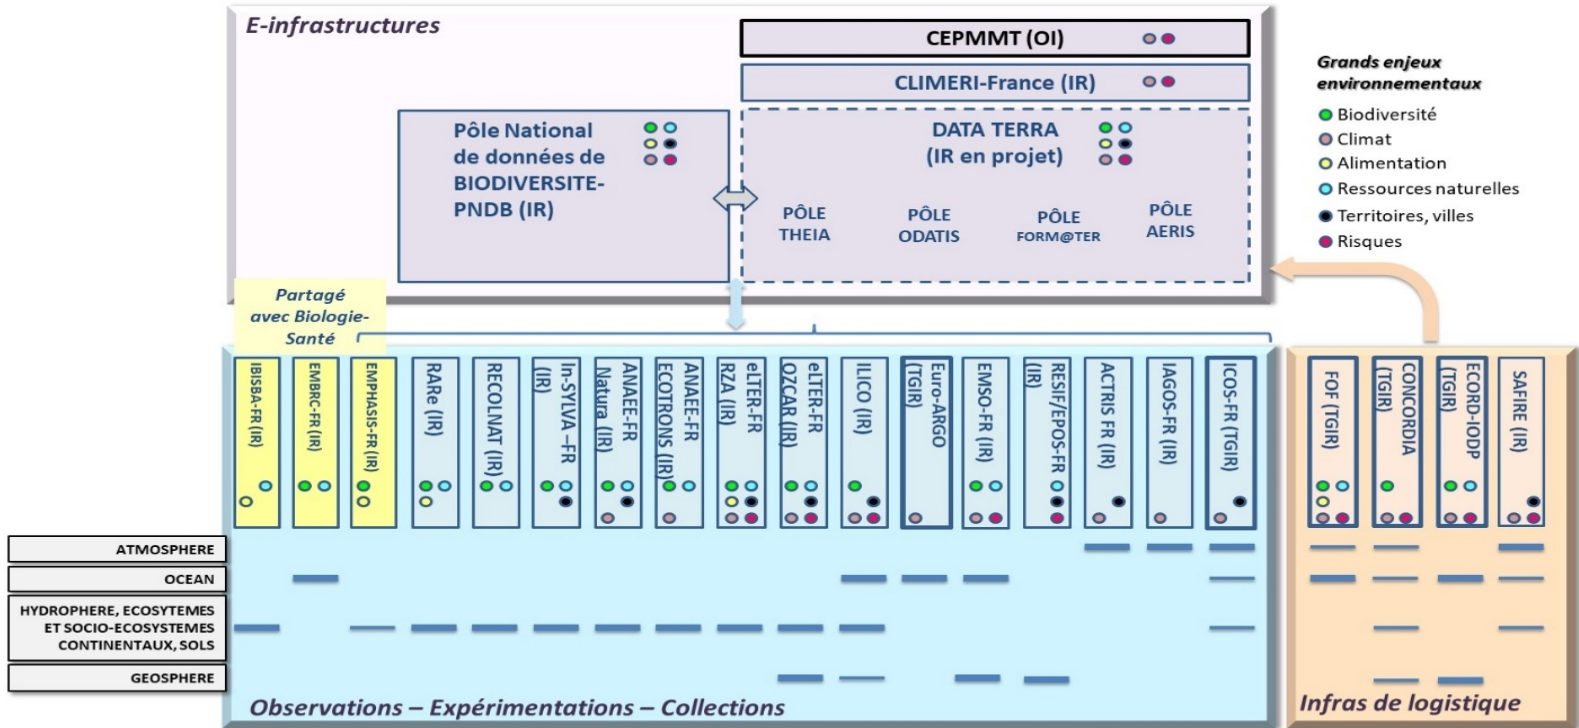 E-infrastructures
CEPMMT (OI)
CLIMERI-France (IR)
Pôle National
de données de
BIODIVERSITE-
PNDB (IR)
DATA TERRA
(IR en projet)
PÔLE
THEIA
PÔLE
ODATIS
PÔLE
FORM@TER
PÔLE
AERIS
Grands enjeux
environnementaux
Biodiversité
Climat
Alimentation
Ressources naturelles
Territoires, villes
Risques
Partagé
avec Biologie-
Santé
IBISBA-FR (IR)
EMBRC-FR (IR)
EMPHASIS-FR (IR)
RARe (IR)
RECOLNAT (IR)
In-SYLVA –FR
(IR)
ANAEE-FR
Natura (IR)
ANAEE-FR
ECOTRONS (IR)
eLTER-FR
RZA (IR)
eLTER-FR
OZCAR (IR)
ILICO (IR)
Euro-ARGO
(TGIR)
EMSO-FR (IR)
RESIF/EPOS-FR
(IR)
ACTRIS FR (IR)
IAGOS-FR (IR)
ICOS-FR (TGIR)
FOF (TGIR)
CONCORDIA
(TGIR)
ECORD-IODP
(TGIR)
SAFIRE (IR)
ATMOSPHERE
OCEAN
HYDROPHERE, ECOSYTEMES
ET SOCIO-ECOSYSTEMES
CONTINENTAUX, SOLS
GEOSPHERE
Observations – Expérimentations – Collections
Infras de logistique